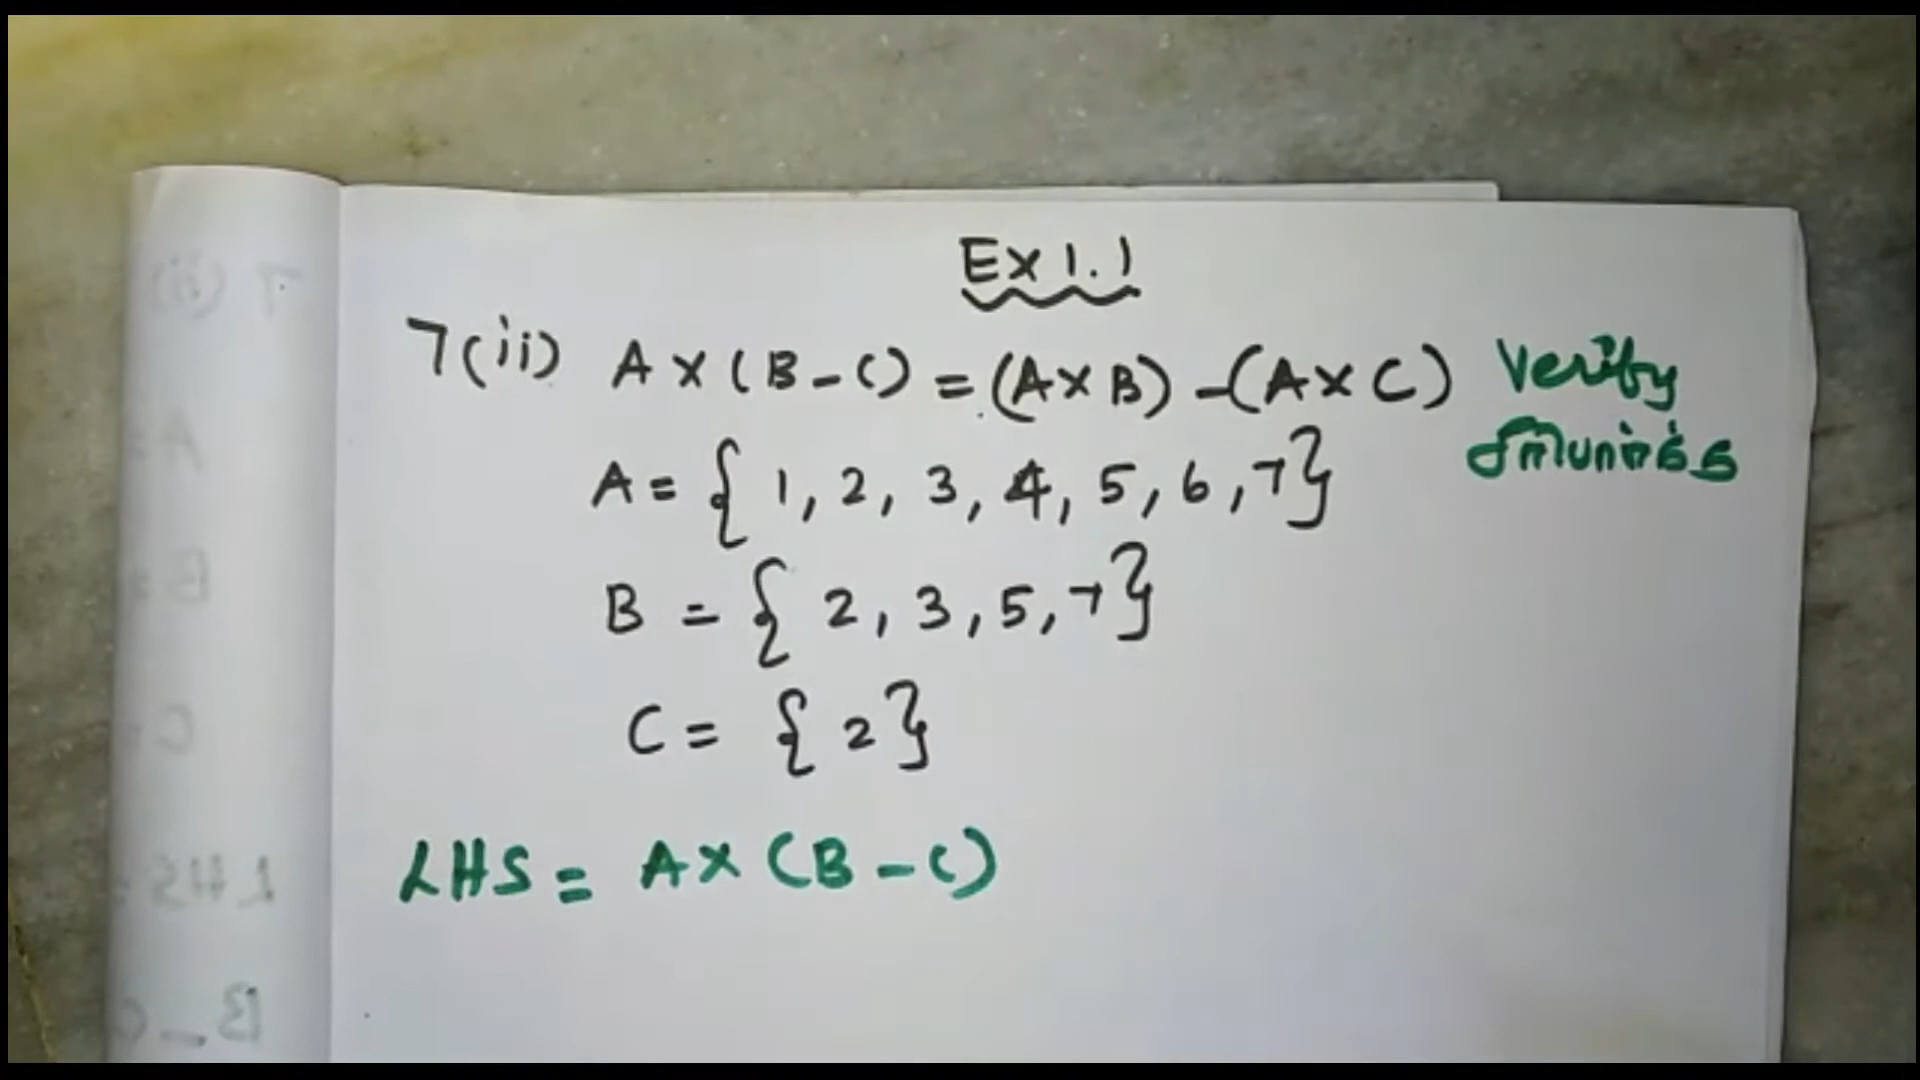 Ex 1.1
7(ii) A × (B - C) = (A × B) - (A × C) Verify
சரிபார்க்க
A = { 1, 2, 3, 4, 5, 6, 7}
B = { 2, 3, 5, 7}
C = { 2}
LHS = A × (B - C)